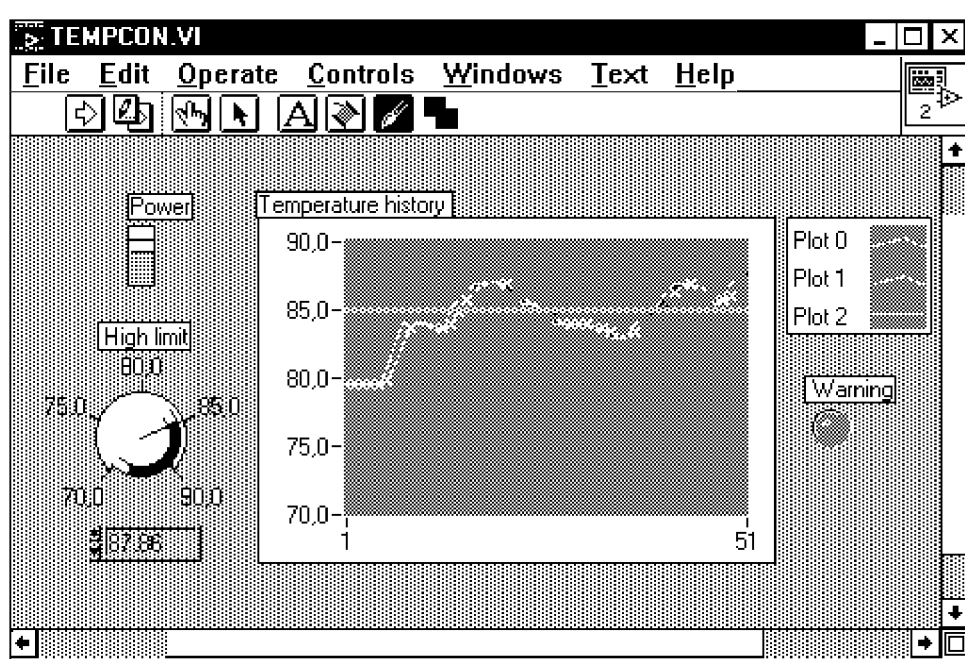 TEMPCON.VI
File Edit Operate Controls Windows Text Help
A
2
Power
Temperature history
90,0
85,0
80,0
75,0
70,0
1
51
Plot 0
Plot 1
Plot 2
High limit
80,0
75,0
85,0
70,0
90,0
87.86
Warning